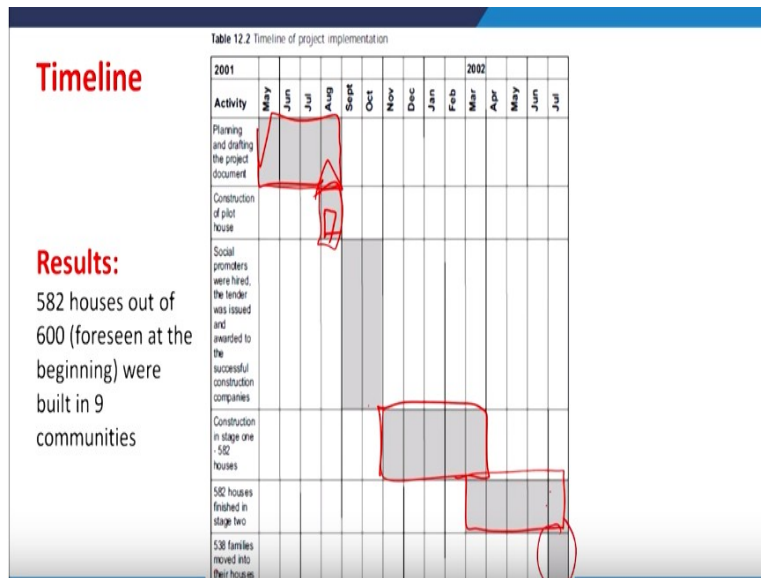 Table 12.2 Timeline of project implementation
Timeline
2001
2002
Activity
May
Jun
Jul
Aug
Sept
Oct
Nov
Dec
Jan
Feb
Mar
Apr
May
Jun
Jul
Planning
and drafting
the project
document
Construction
of pilot
house
Social
promoters
were hired,
the tender
was issued
and
awarded to
the
successful
construction
companies
Construction
in stage one
- 582
houses
582 houses
finished in
stage two
538 families
moved into
their houses
Results:
582 houses out of
600 (foreseen at the
beginning) were
built in 9
communities